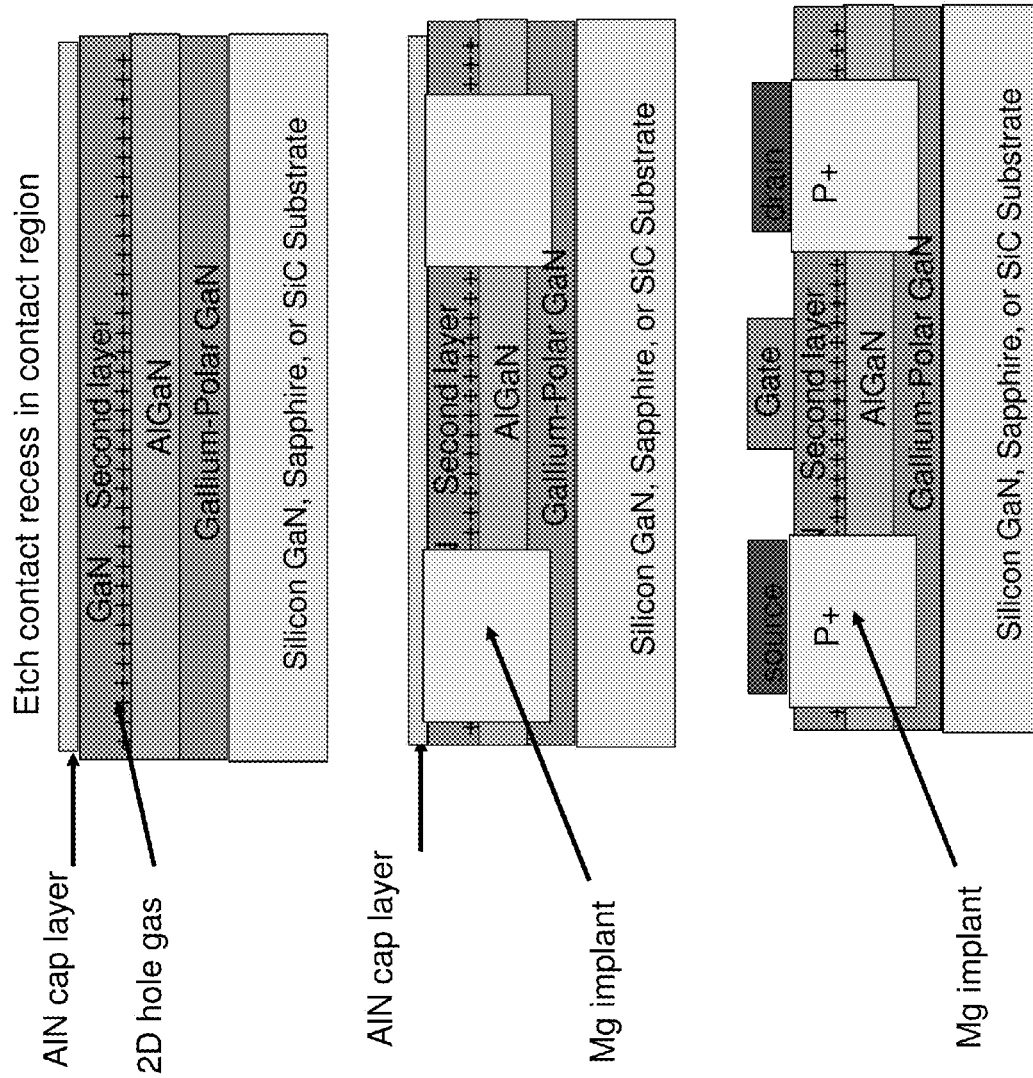 Etch contact recess in contact region
AlN cap layer
2D hole gas
GaN Second layer
+++++++++++++++++++++++++++++++++++
AlGaN
Gallium-Polar GaN
Silicon GaN, Sapphire, or SiC Substrate
AlN cap layer
Mg implant
Second layer
AlGaN
Gallium-Polar GaN
Silicon GaN, Sapphire, or SiC Substrate
source
Gate
drain
Second layer
P+
P+
AlGaN
Gallium-Polar GaN
Mg implant
Silicon GaN, Sapphire, or SiC Substrate